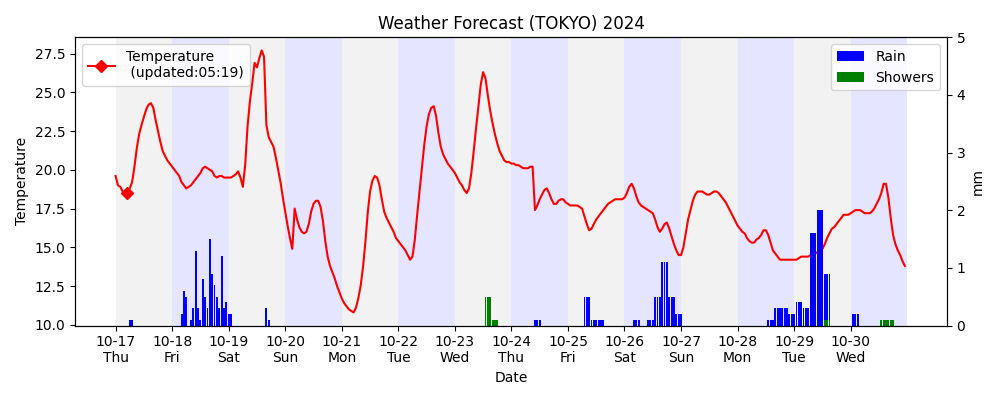 Weather Forecast (TOKYO) 2024
Temperature
(updated:05:19)
Rain
Showers
Temperature
27.5
25.0
22.5
20.0
17.5
15.0
12.5
10.0
5
4
3
2
1
0
mm
10-17 10-18 10-19 10-20 10-21 10-22 10-23 10-24 10-25 10-26 10-27 10-28 10-29 10-30
Thu Fri Sat Sun Mon Tue Wed Thu Fri Sat Sun Mon Tue Wed
Date